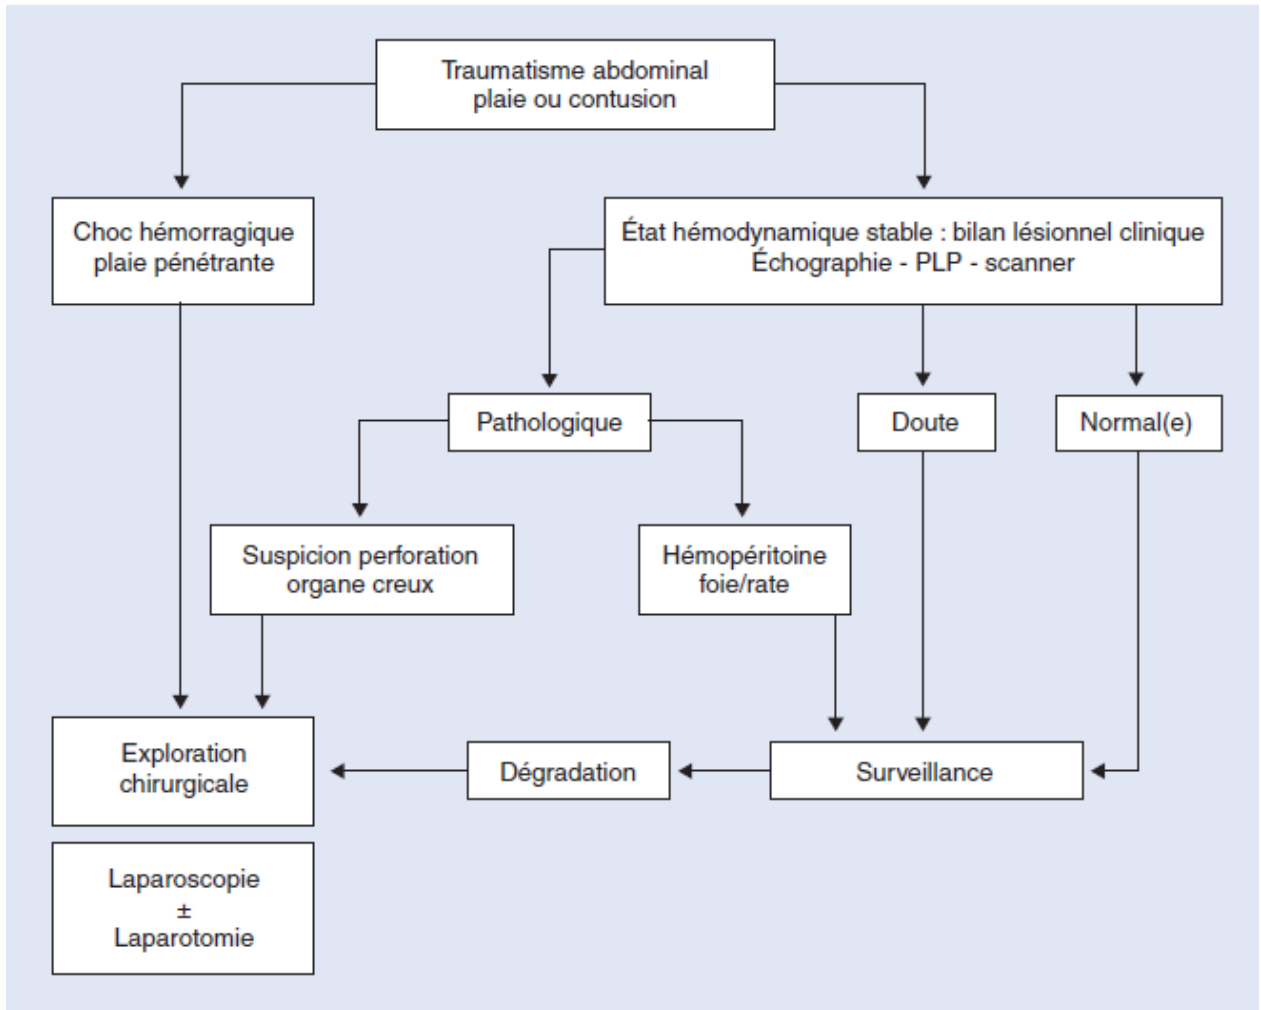 Traumatisme abdominal
plaie ou contusion
Choc hémorragique
plaie pénétrante
État hémodynamique stable : bilan lésionnel clinique
Échographie - PLP - scanner
Pathologique
Doute
Normal(e)
Suspicion perforation
organe creux
Hémopéritoine
foie/rate
Exploration
chirurgicale
Dégradation
Surveillance
Laparoscopie
±
Laparotomie